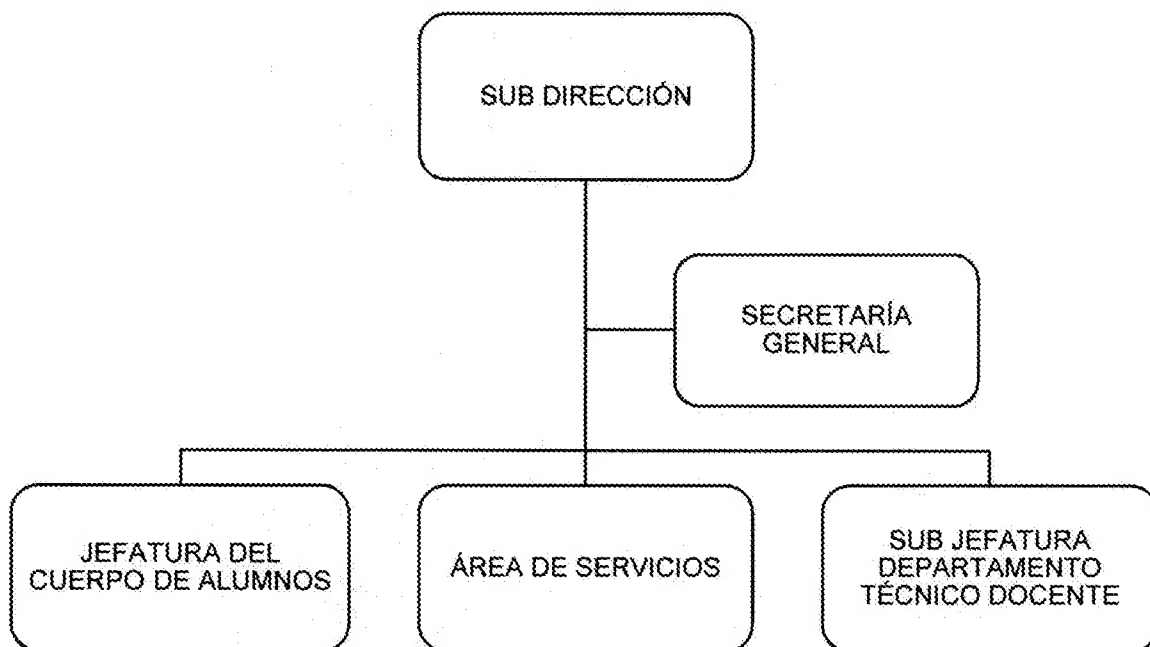 SUB DIRECCIÓN
SECRETARÍA
GENERAL
JEFATURA DEL
CUERPO DE ALUMNOS
ÁREA DE SERVICIOS
SUB JEFATURA
DEPARTAMENTO
TÉCNICO DOCENTE